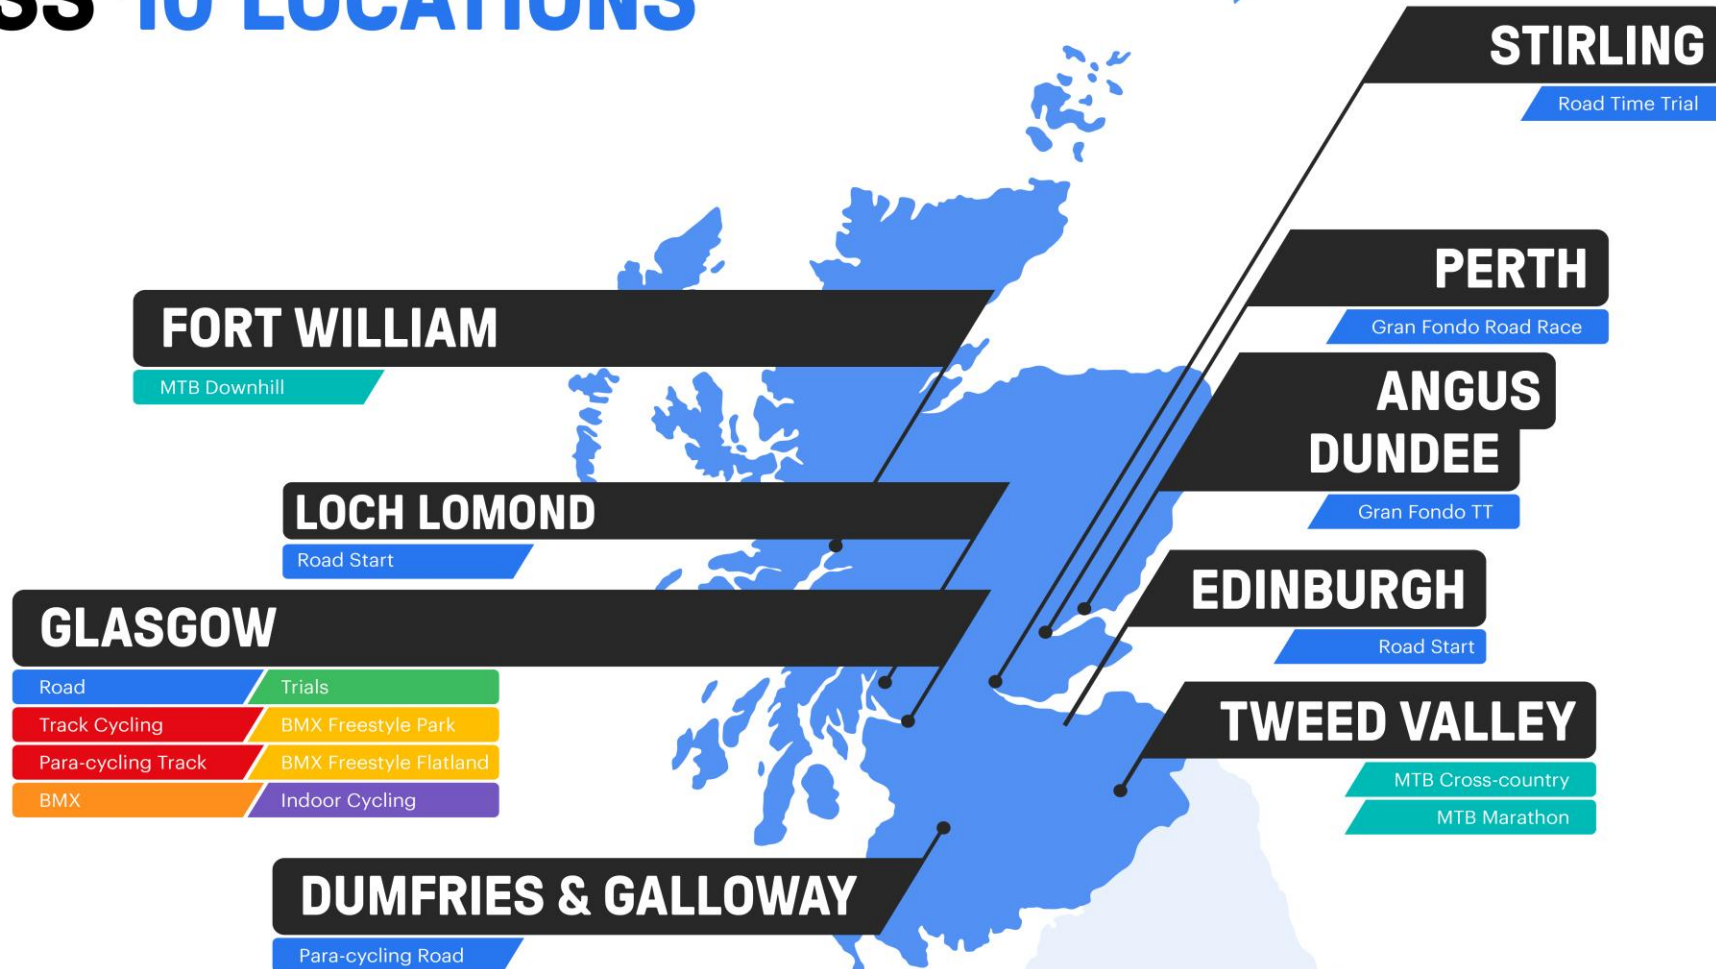 10 LOCATIONS
STIRLING
Road Time Trial
PERTH
Gran Fondo Road Race
FORT WILLIAM
MTB Downhill
ANGUS
DUNDEE
Gran Fondo TT
LOCH LOMOND
Road Start
EDINBURGH
Road Start
GLASGOW
Road
Trials
Track Cycling
BMX Freestyle Park
Para-cycling Track
BMX Freestyle Flatland
BMX
Indoor Cycling
TWEED VALLEY
MTB Cross-country
MTB Marathon
DUMFRIES & GALLOWAY
Para-cycling Road